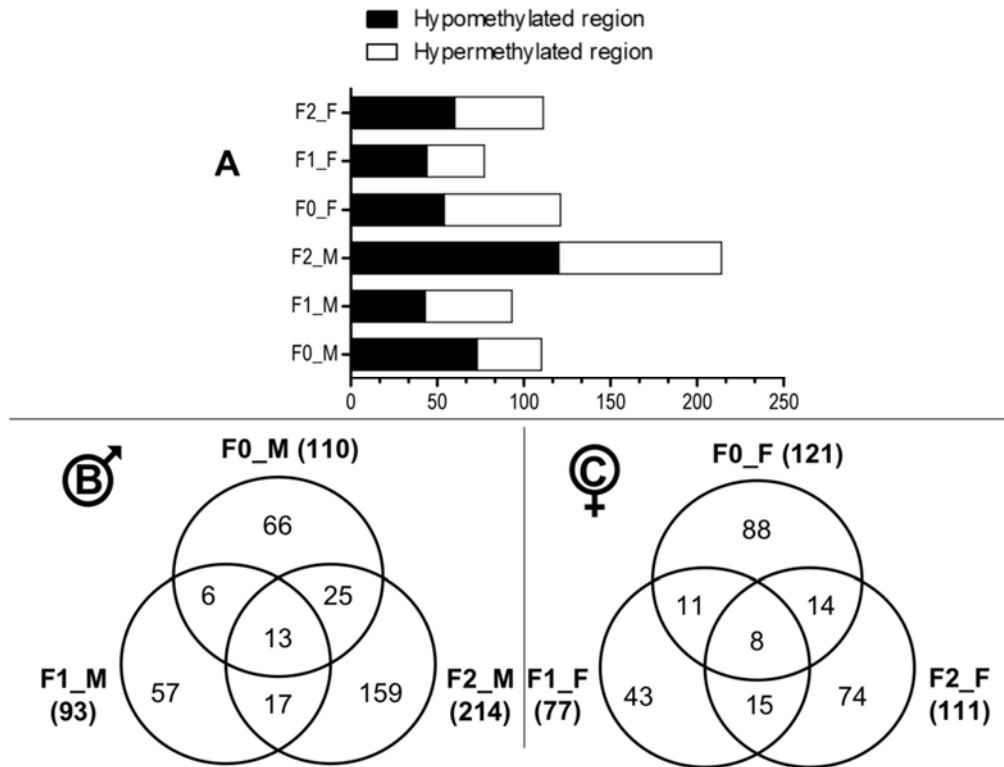 Hypomethylated region
Hypermethylated region
A
F2_F
F1_F
F0_F
F2_M
F1_M
F0_M
0 50 100 150 200 250
B
F0_M (110)
66
6 25
13
F1_M
(93)
57 17 159
F2_M
(214)
C
F0_F (121)
88
11 14
8
F1_F
(77)
43 15 74
F2_F
(111)